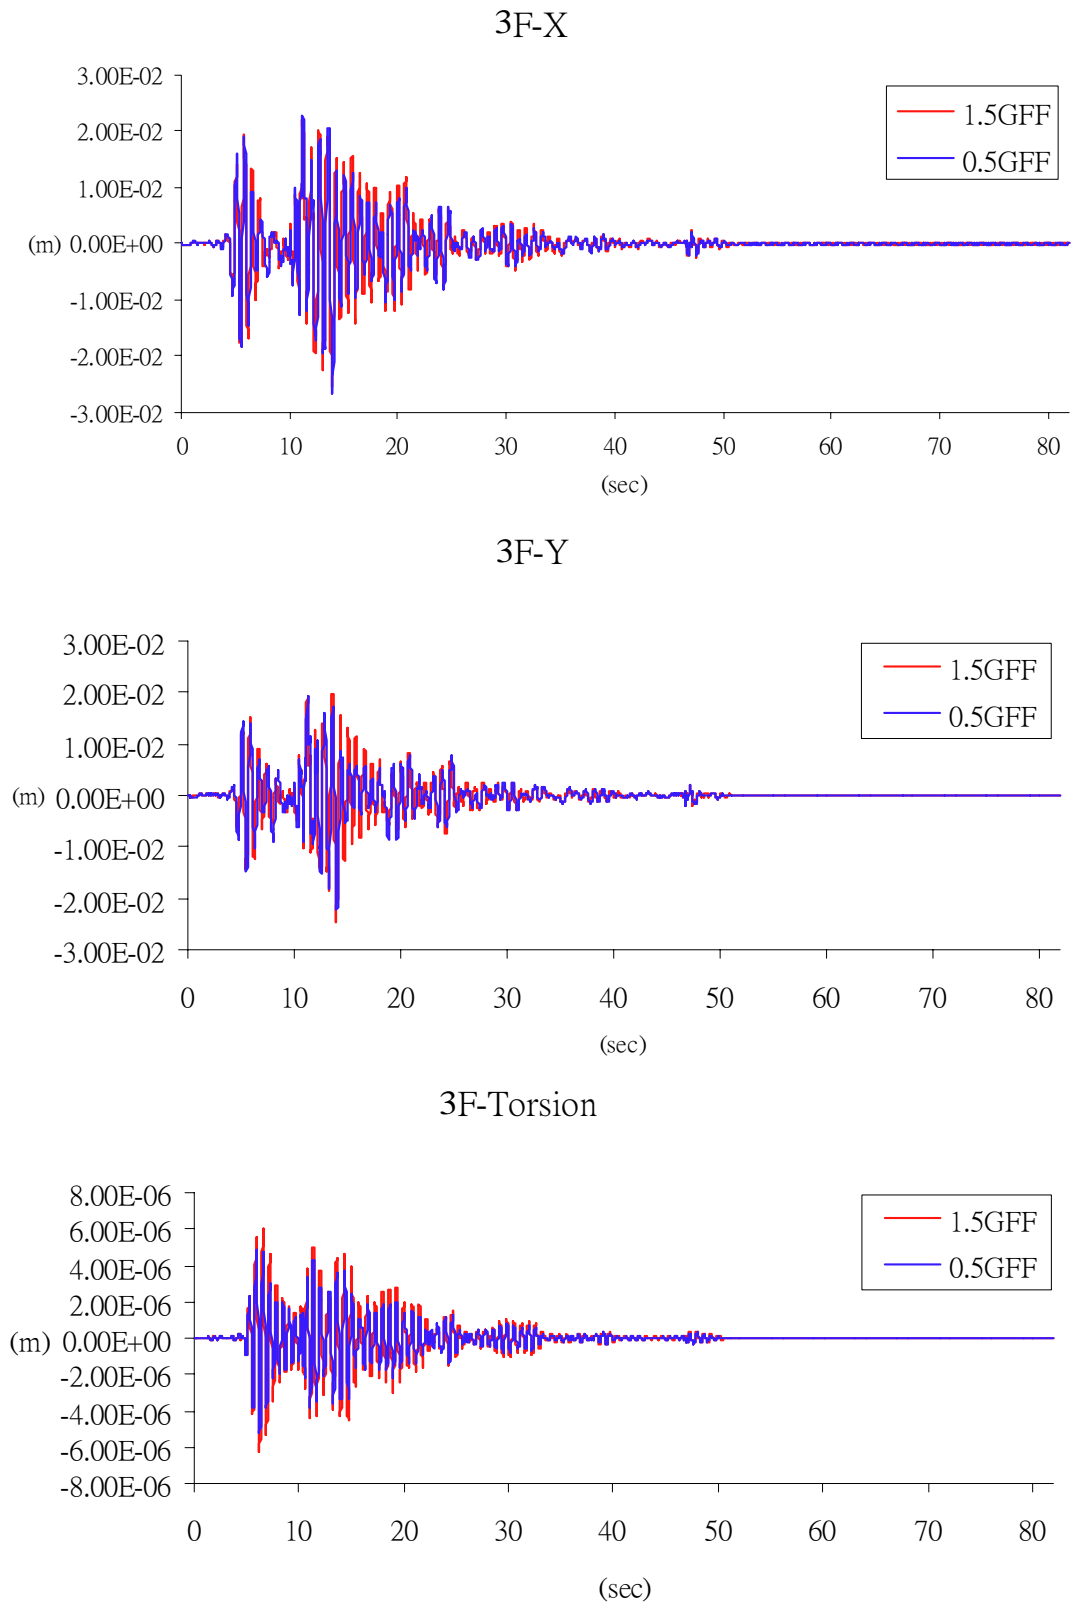 3F-X
3.00E-02
2.00E-02
1.00E-02
(m) 0.00E+00
-1.00E-02
-2.00E-02
-3.00E-02
1.5GFF
0.5GFF
0 10 20 30 40 50 60 70 80
(sec)
3F-Y
3.00E-02
2.00E-02
1.00E-02
(m) 0.00E+00
-1.00E-02
-2.00E-02
-3.00E-02
1.5GFF
0.5GFF
0 10 20 30 40 50 60 70 80
(sec)
3F-Torsion
8.00E-06
6.00E-06
4.00E-06
2.00E-06
(m) 0.00E+00
-2.00E-06
-4.00E-06
-6.00E-06
-8.00E-06
1.5GFF
0.5GFF
0 10 20 30 40 50 60 70 80
(sec)